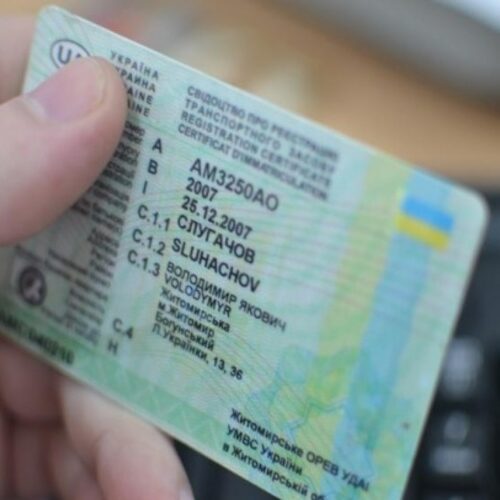 UA
УКРАЇНА
СВІДОЦТВО ПРО РЕЄСТРАЦІЮ
ТРАНСПОРТНОГО ЗАСОБУ
REGISTRATION CERTIFICATE
CERTIFICAT D'IMMATRICULATION
A AM3250AO
B 2007
I 25.12.2007
C.1.1 СЛУГАЧОВ
SLUHACHOV
C.1.2 ВОЛОДИМИР ЯКОВИЧ
VOLODYMYR
C.1.3 Житомирська
м Житомир
Богунський
Л.Українки, 13, 36
C.4
H
Житомирське ОРЕВ УДАІ
УМВС України
в Житомирській